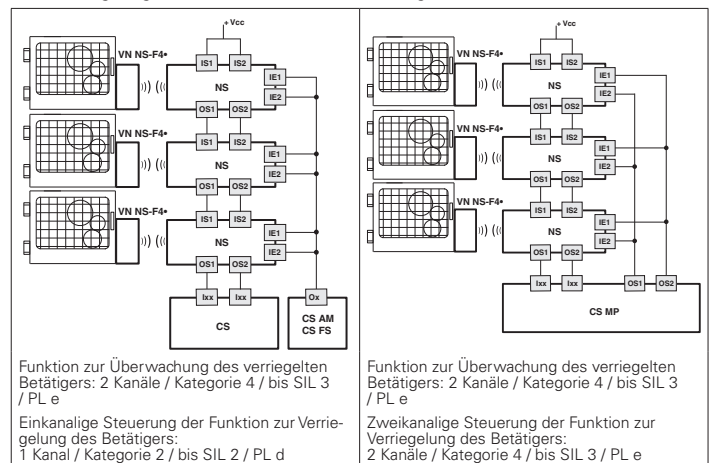 + Vcc
VN NS-F4•
IS1 IS2
IE1
NS
IE2
OS1 OS2
VN NS-F4•
IS1 IS2
IE1
NS
IE2
OS1 OS2
VN NS-F4•
IS1 IS2
IE1
NS
IE2
OS1 OS2
Ixx Ixx
Ox
CS
CS AM
CS FS
Funktion zur Überwachung des verriegelten
Betätigers: 2 Kanäle / Kategorie 4 / bis SIL 3
/ PL e
Einkanalige Steuerung der Funktion zur Verrie-
gelung des Betätigers:
1 Kanal / Kategorie 2 / bis SIL 2 / PL d
+ Vcc
VN NS-F4•
IS1 IS2
IE1
NS
IE2
OS1 OS2
VN NS-F4•
IS1 IS2
IE1
NS
IE2
OS1 OS2
VN NS-F4•
IS1 IS2
IE1
NS
IE2
OS1 OS2
Ixx Ixx OS1 OS2
CS MP
Funktion zur Überwachung des verriegelten
Betätigers: 2 Kanäle / Kategorie 4 / bis SIL 3
/ PL e
Zweikanalige Steuerung der Funktion zur
Verriegelung des Betätigers:
2 Kanäle / Kategorie 4 / bis SIL 3 / PL e